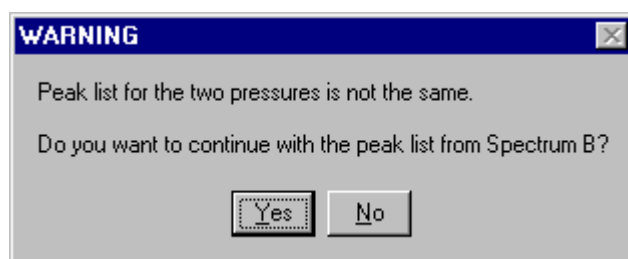 WARNING
Peak list for the two pressures is not the same.
Do you want to continue with the peak list from Spectrum B?
Yes No